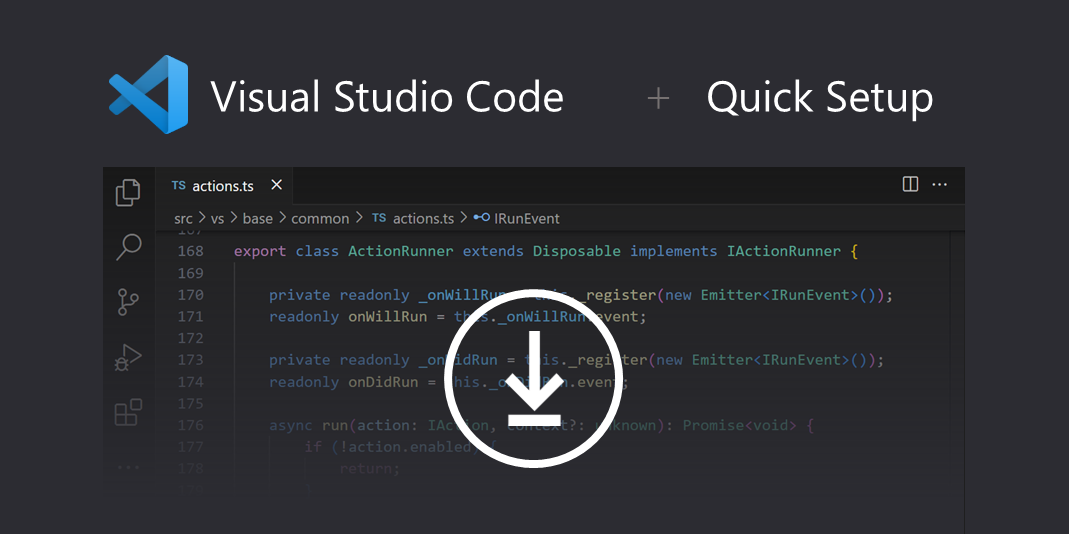 Visual Studio Code + Quick Setup
TS actions.ts ×
src > vs > base > common > TS actions.ts > IRunEvent
167
168 export class ActionRunner extends Disposable implements IActionRunner {
169
170 private readonly _onWillRun = this._register(new Emitter<IRunEvent>());
171 readonly onWillRun = this._onWillRun.event;
172
173 private readonly _onDidRun = this._register(new Emitter<IRunEvent>());
174 readonly onDidRun = this._onDidRun.event;
175
176 async run(action: IAction, context?: unknown): Promise<void> {
177 if (!action.enabled) {
178 return;